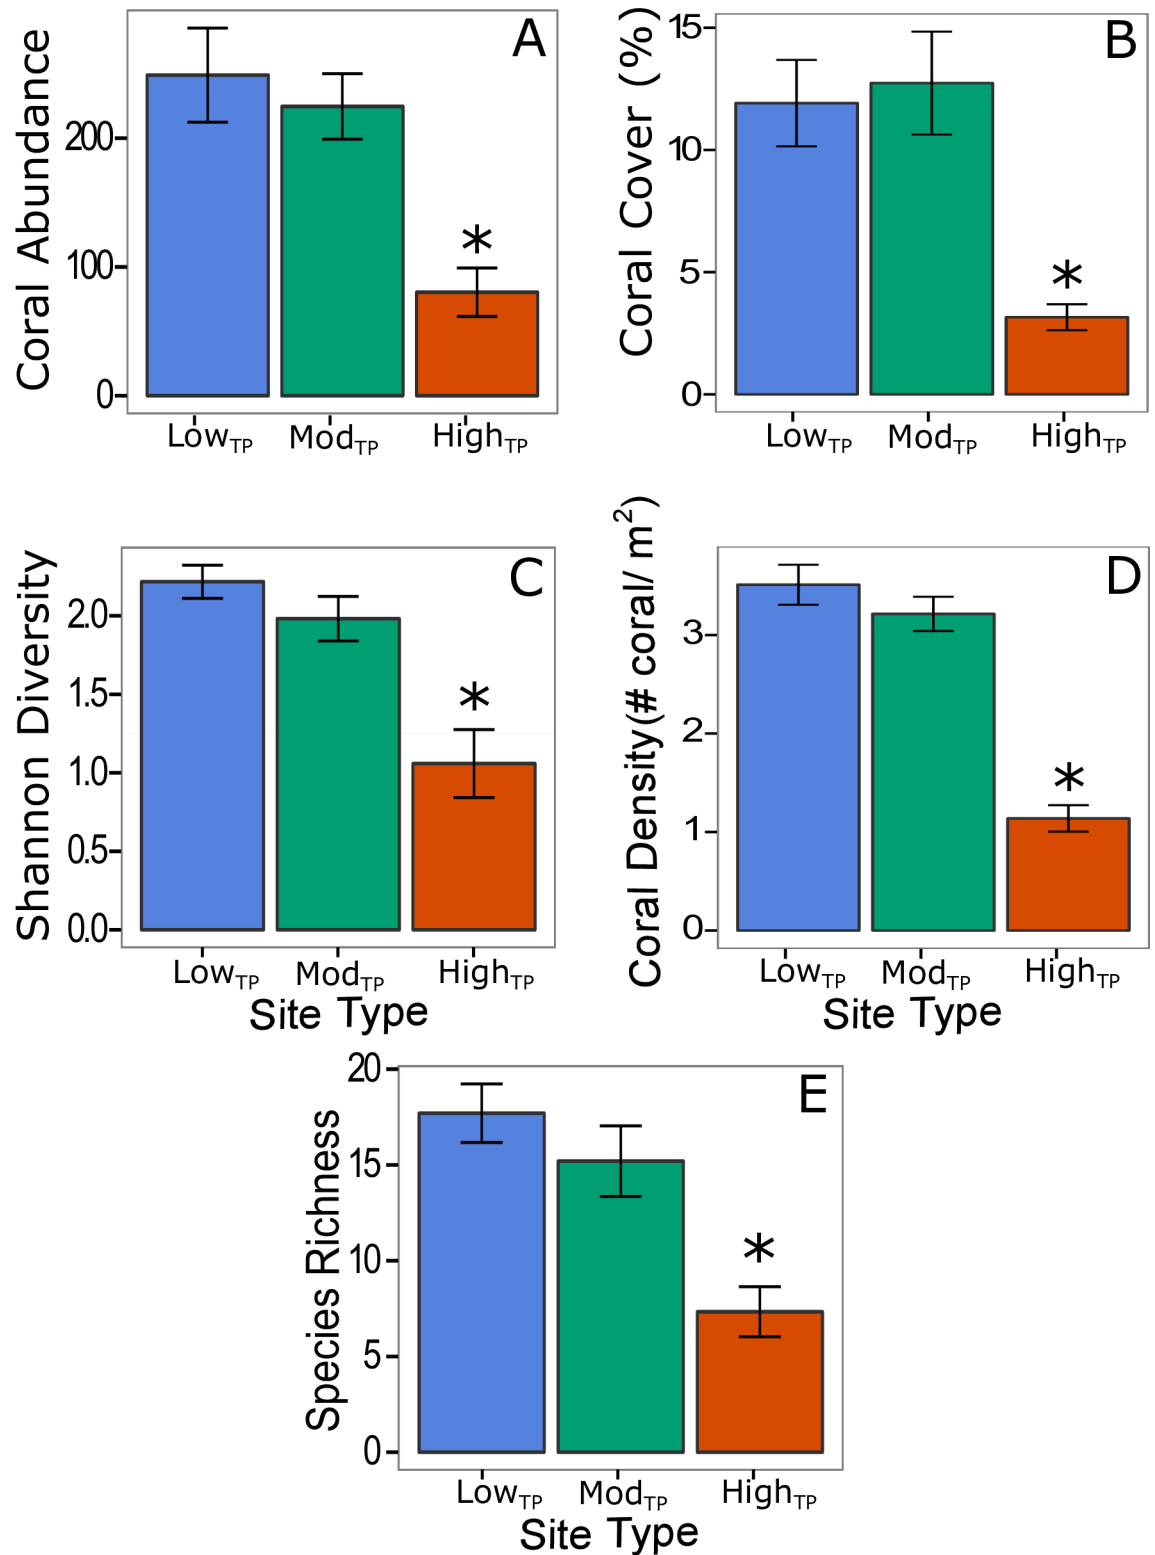 A
Coral Abundance
200
100
0
*
LowTP ModTP HighTP
B
Coral Cover (%)
15
10
5
0
*
LowTP ModTP HighTP
C
Shannon Diversity
2.0
1.5
1.0
0.5
0.0
*
LowTP ModTP HighTP
Site Type
D
Coral Density(# coral/ m²)
3
2
1
0
*
LowTP ModTP HighTP
Site Type
E
Species Richness
20
15
10
5
0
*
LowTP ModTP HighTP
Site Type